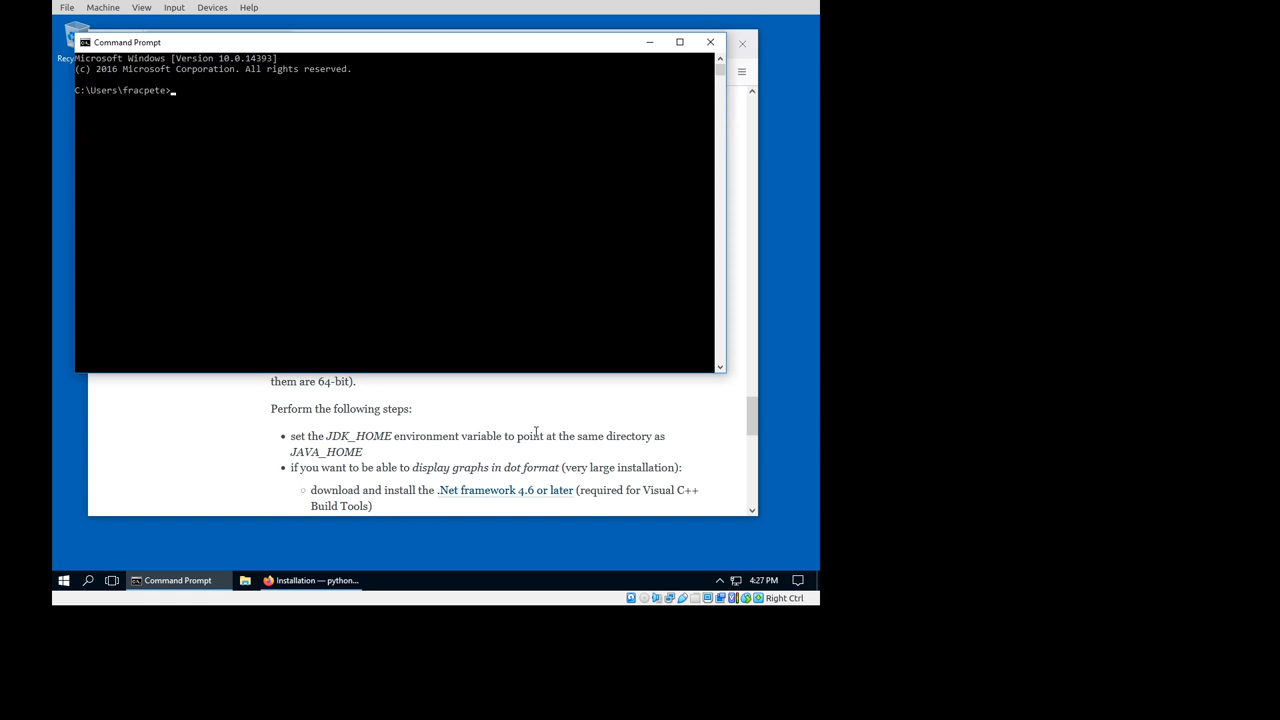 File Machine View Input Devices Help
Command Prompt
Recy
Microsoft Windows [Version 10.0.14393]
(c) 2016 Microsoft Corporation. All rights reserved.
C:\Users\fracpete>
them are 64-bit).
Perform the following steps:
• set the JDK_HOME environment variable to point at the same directory as
JAVA_HOME
• if you want to be able to display graphs in dot format (very large installation):
◦ download and install the .Net framework 4.6 or later (required for Visual C++
Build Tools)
Command Prompt
Installation — python...
4:27 PM
Right Ctrl